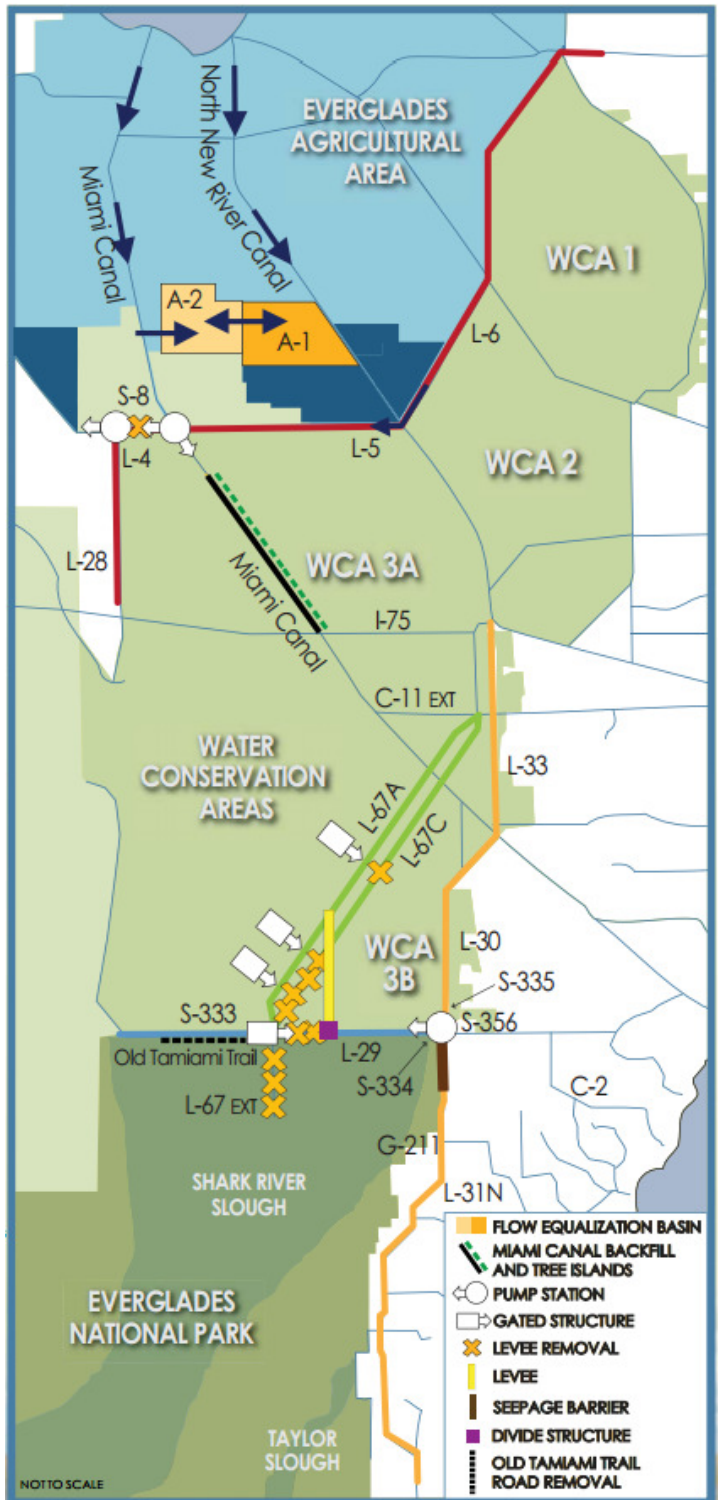 EVERGLADES
AGRICULTURAL
AREA
North New River Canal
Miami Canal
WCA 1
A-2
A-1
L-6
S-8
L-4
L-5
WCA 2
L-28
WCA 3A
Miami Canal
I-75
C-11 EXT
WATER
CONSERVATION
AREAS
L-33
L-67A
L-67C
WCA
3B
L-30
S-335
S-333
S-356
Old Tamiami Trail
L-29
S-334
C-2
L-67 EXT
G-211
SHARK RIVER
SLOUGH
L-31N
EVERGLADES
NATIONAL PARK
TAYLOR
SLOUGH
FLOW EQUALIZATION BASIN
MIAMI CANAL BACKFILL
AND TREE ISLANDS
PUMP STATION
GATED STRUCTURE
LEVEE REMOVAL
LEVEE
SEEPAGE BARRIER
DIVIDE STRUCTURE
OLD TAMIAMI TRAIL
ROAD REMOVAL
NOT TO SCALE